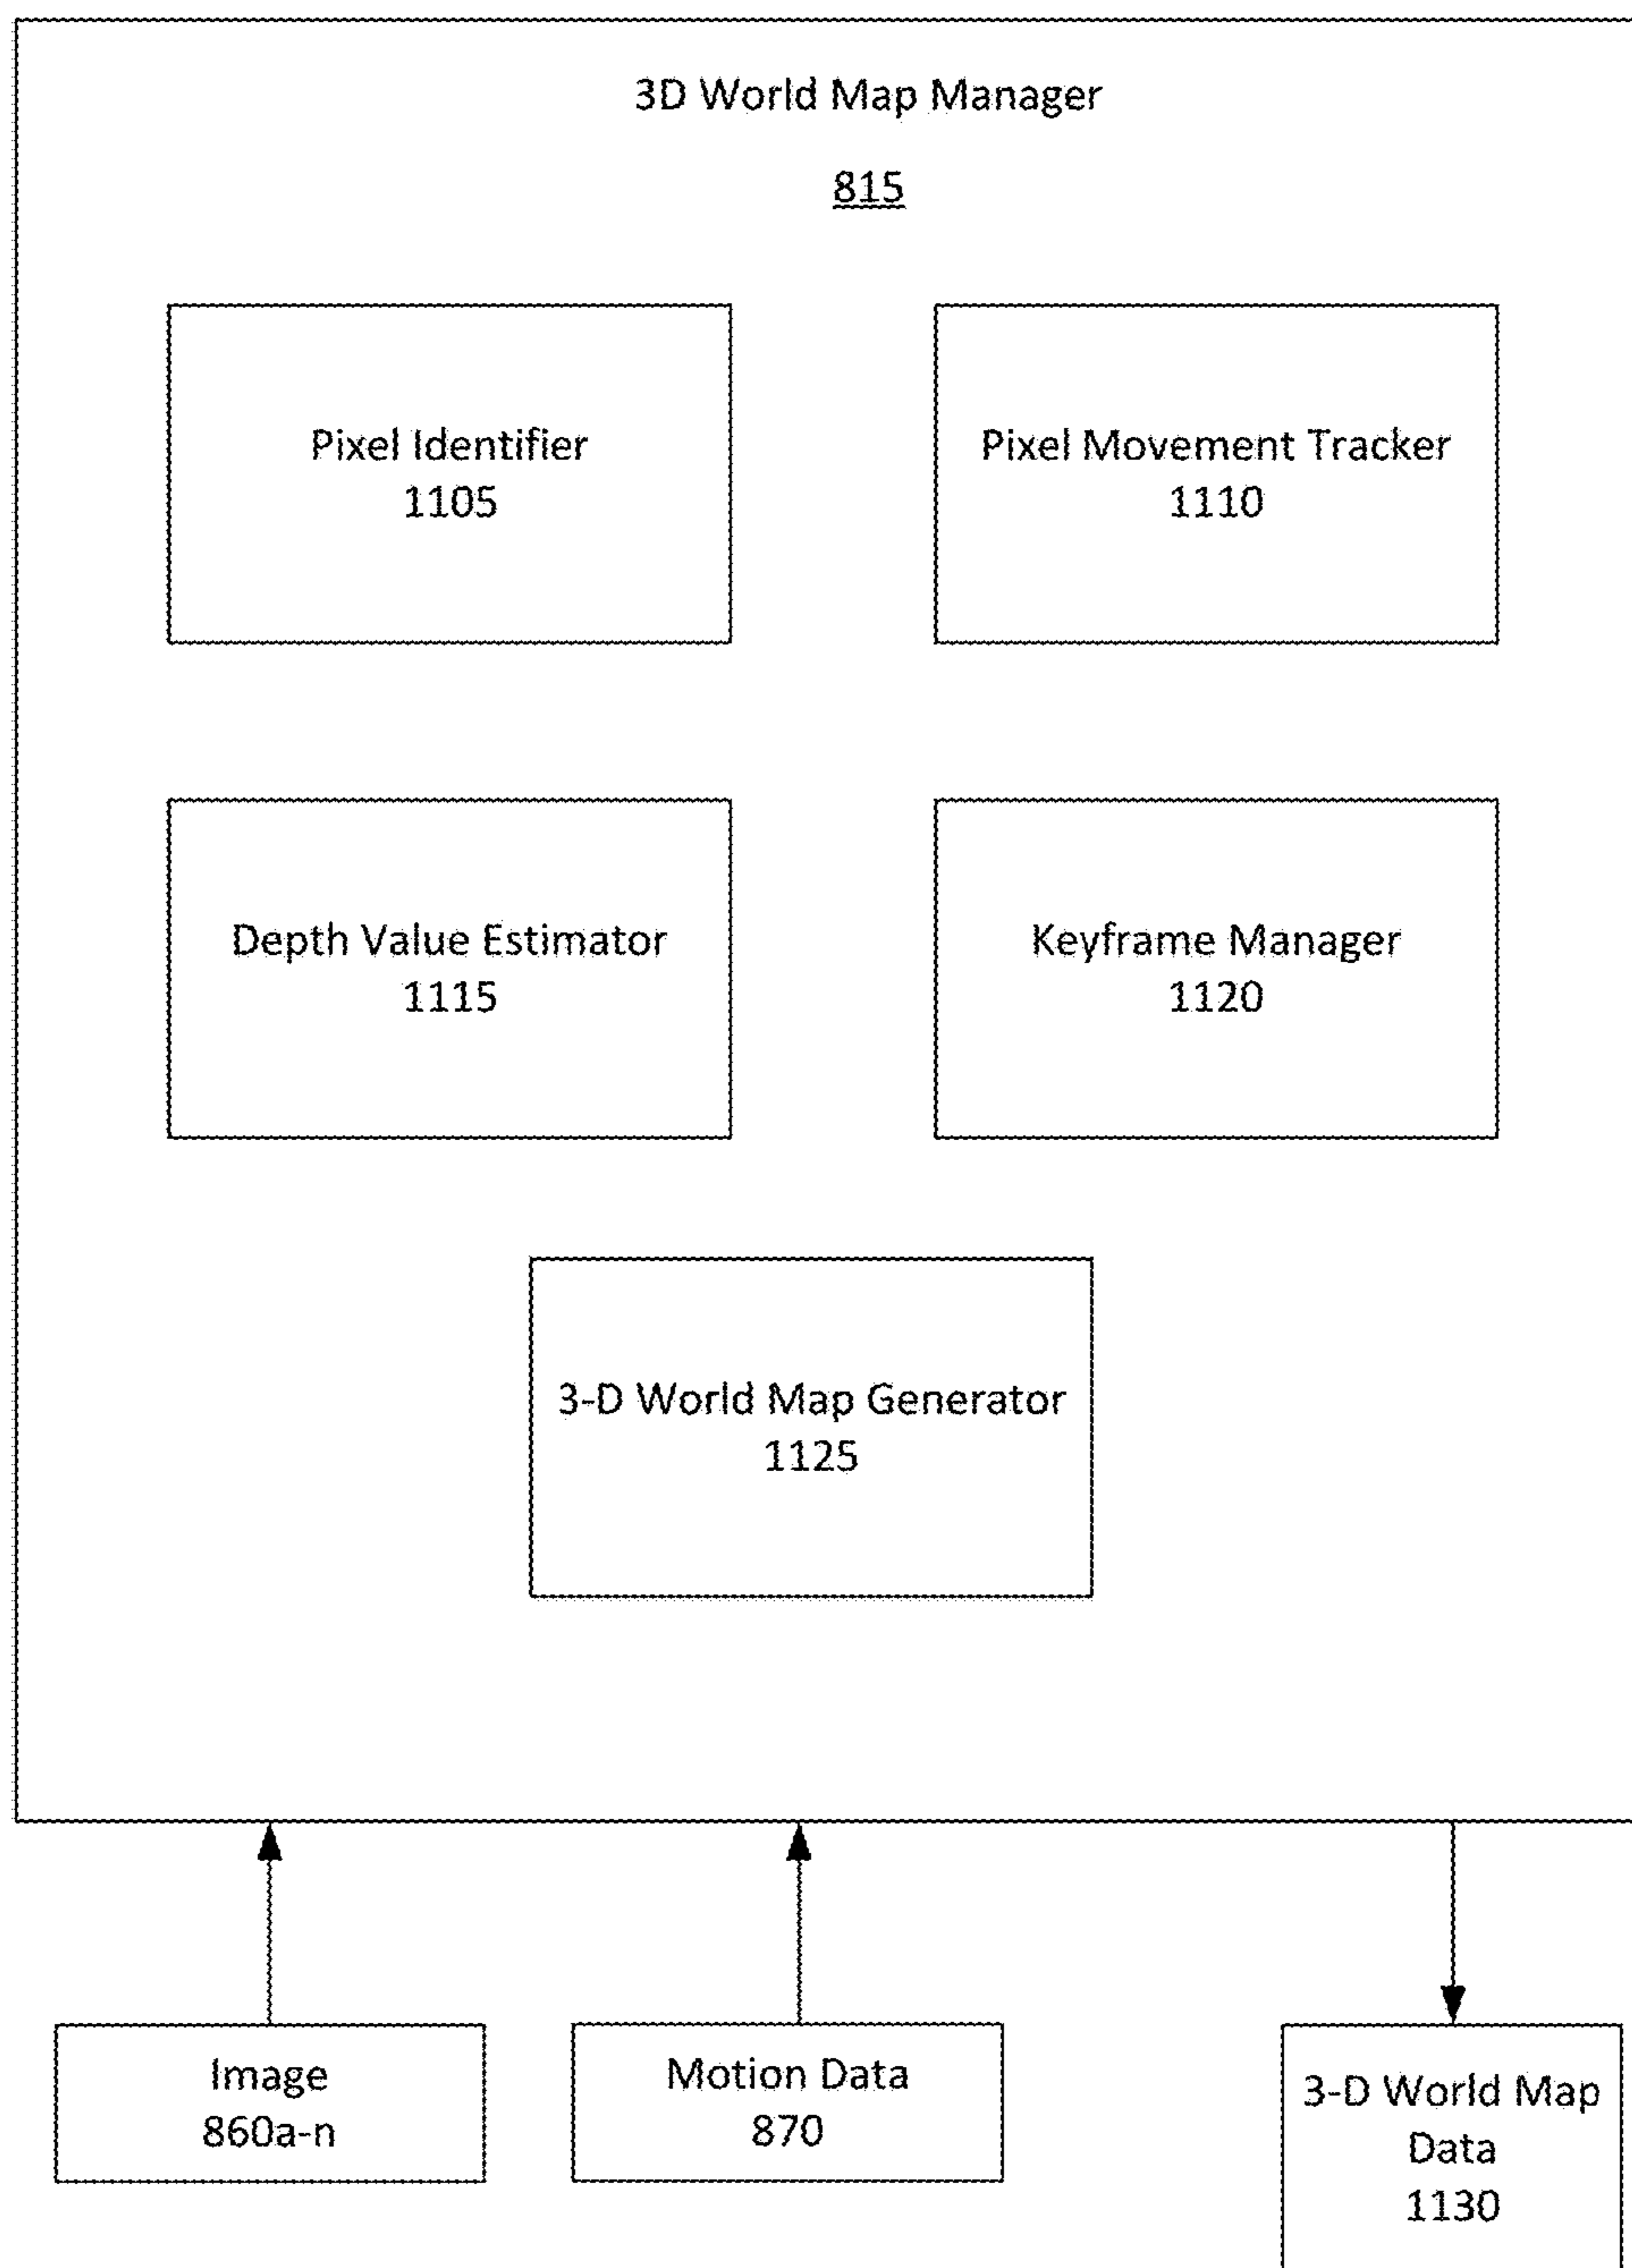 3D World Map Manager
815
Pixel Identifier
1105
Pixel Movement Tracker
1110
Depth Value Estimator
1115
Keyframe Manager
1120
3-D World Map Generator
1125
Image
860a-n
Motion Data
870
3-D World Map
Data
1130